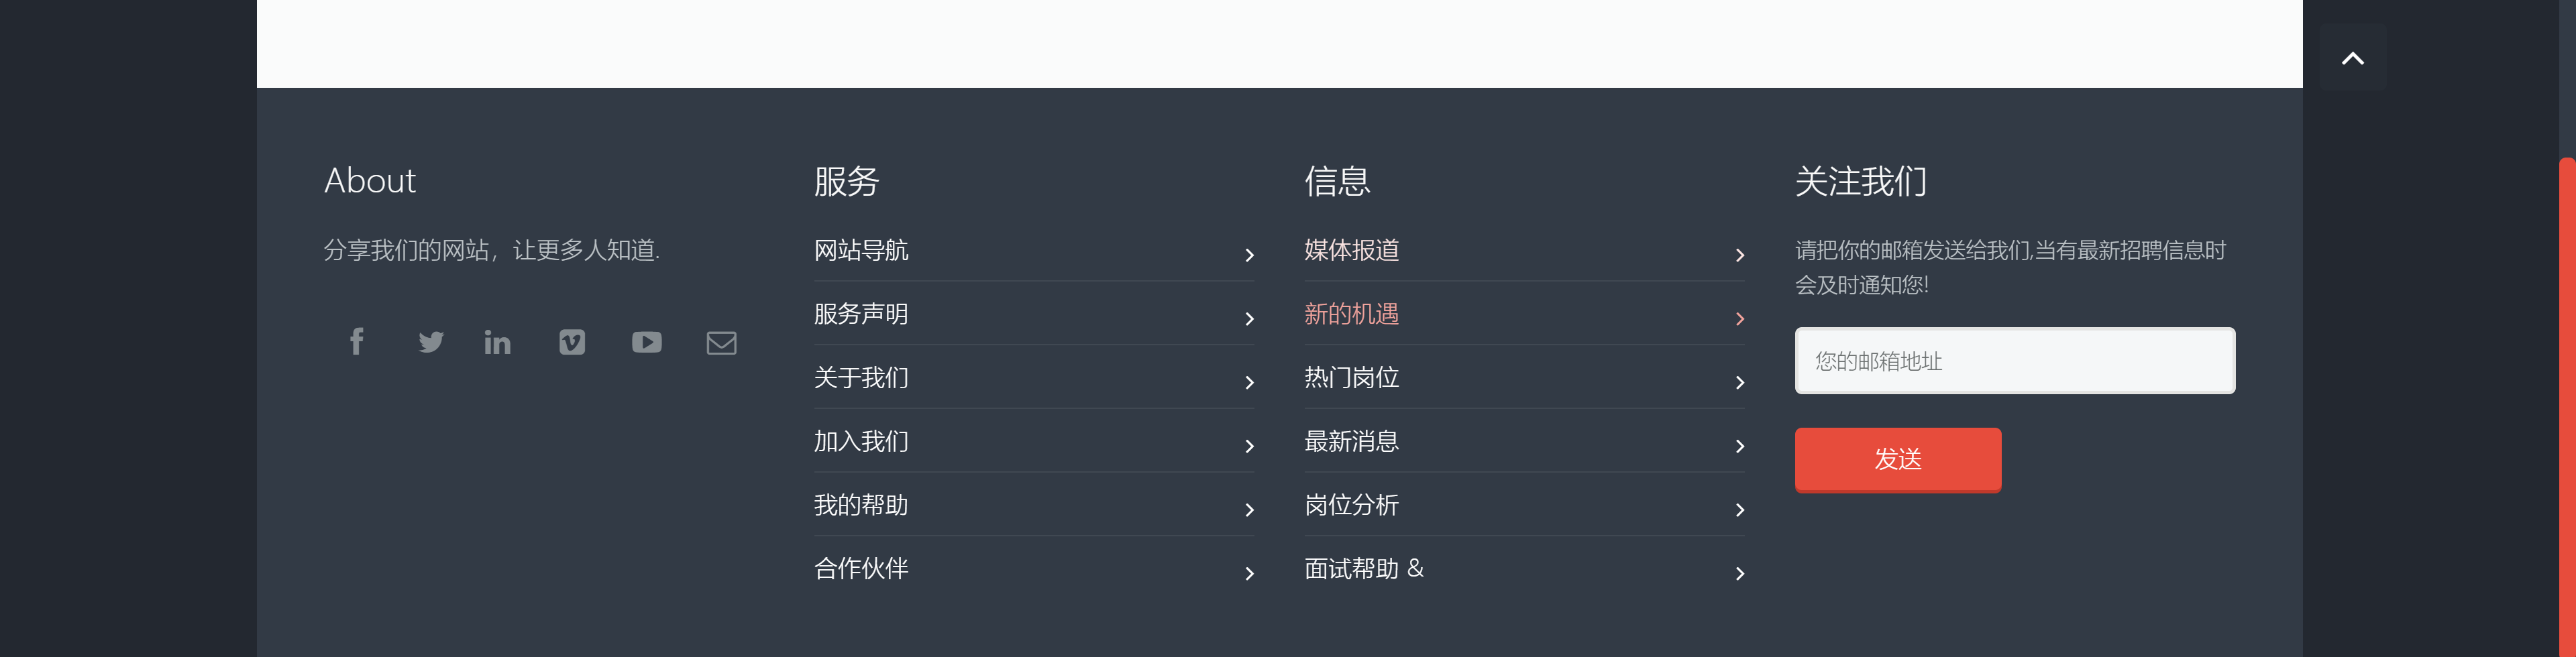 About
分享我们的网站，让更多人知道.
服务
网站导航
服务声明
关于我们
加入我们
我的帮助
合作伙伴
信息
媒体报道
新的机遇
热门岗位
最新消息
岗位分析
面试帮助 &
关注我们
请把你的邮箱发送给我们,当有最新招聘信息时
会及时通知您!
您的邮箱地址
发送